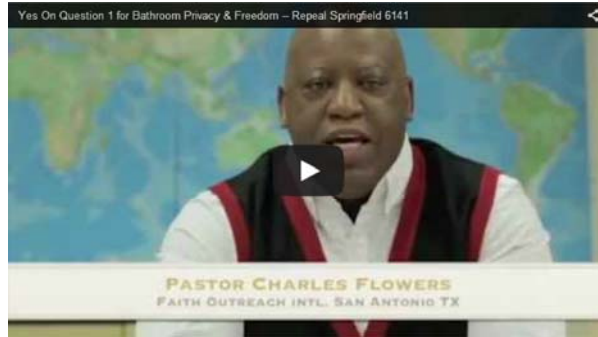 Yes On Question 1 for Bathroom Privacy & Freedom – Repeal Springfield 6141
PASTOR CHARLES FLOWERS
FAITH OUTREACH INTL. SAN ANTONIO TX